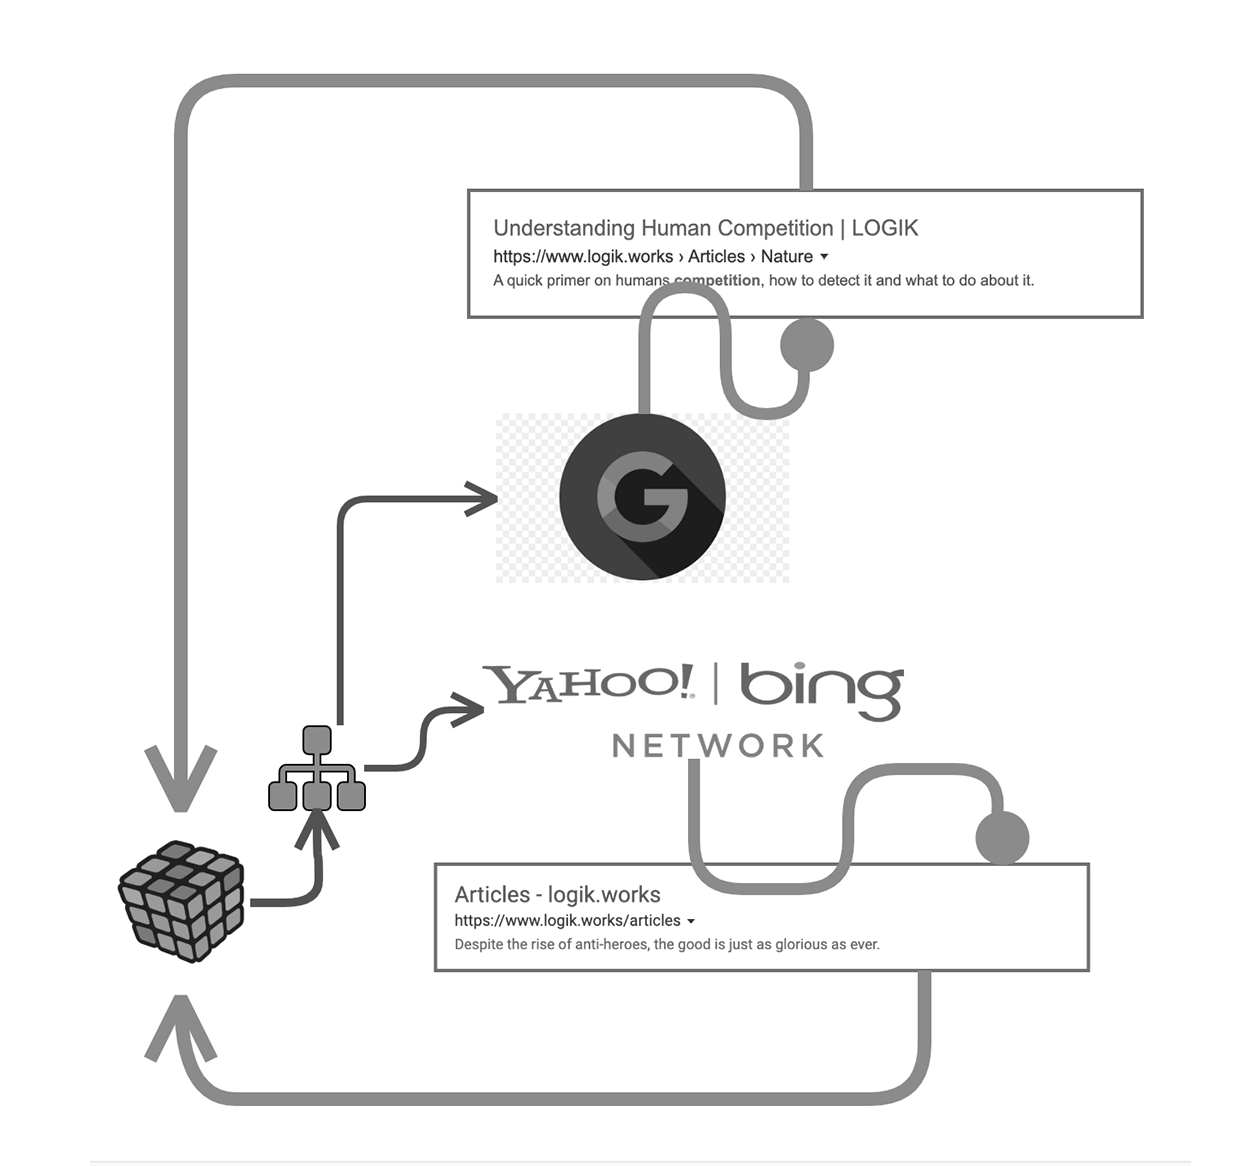 Understanding Human Competition | LOGIK
https://www.logik.works › Articles › Nature
A quick primer on humans competition, how to detect it and what to do about it.
G
YAHOO! | bing
NETWORK
Articles - logik.works
https://www.logik.works/articles
Despite the rise of anti-heroes, the good is just as glorious as ever.